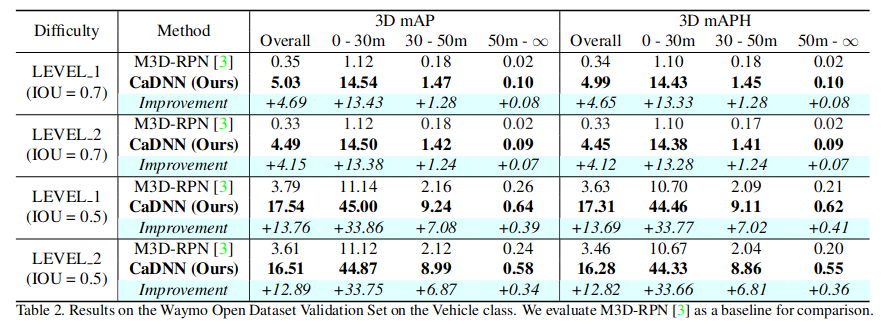 Difficulty Method 3D mAP 3D mAPH
Overall 0 - 30m 30 - 50m 50m - ∞ Overall 0 - 30m 30 - 50m 50m - ∞
LEVEL_1 (IOU = 0.7) M3D-RPN [3] 0.35 1.12 0.18 0.02 0.34 1.10 0.18 0.02
CaDNN (Ours) 5.03 14.54 1.47 0.10 4.99 14.43 1.45 0.10
Improvement +4.69 +13.43 +1.28 +0.08 +4.65 +13.33 +1.28 +0.08
LEVEL_2 (IOU = 0.7) M3D-RPN [3] 0.33 1.12 0.18 0.02 0.33 1.10 0.17 0.02
CaDNN (Ours) 4.49 14.50 1.42 0.09 4.45 14.38 1.41 0.09
Improvement +4.15 +13.38 +1.24 +0.07 +4.12 +13.28 +1.24 +0.07
LEVEL_1 (IOU = 0.5) M3D-RPN [3] 3.79 11.14 2.16 0.26 3.63 10.70 2.09 0.21
CaDNN (Ours) 17.54 45.00 9.24 0.64 17.31 44.46 9.11 0.62
Improvement +13.76 +33.86 +7.08 +0.39 +13.69 +33.77 +7.02 +0.41
LEVEL_2 (IOU = 0.5) M3D-RPN [3] 3.61 11.12 2.12 0.24 3.46 10.67 2.04 0.20
CaDNN (Ours) 16.51 44.87 8.99 0.58 16.28 44.33 8.86 0.55
Improvement +12.89 +33.75 +6.87 +0.34 +12.82 +33.66 +6.81 +0.36
Table 2. Results on the Waymo Open Dataset Validation Set on the Vehicle class. We evaluate M3D-RPN [3] as a baseline for comparison.